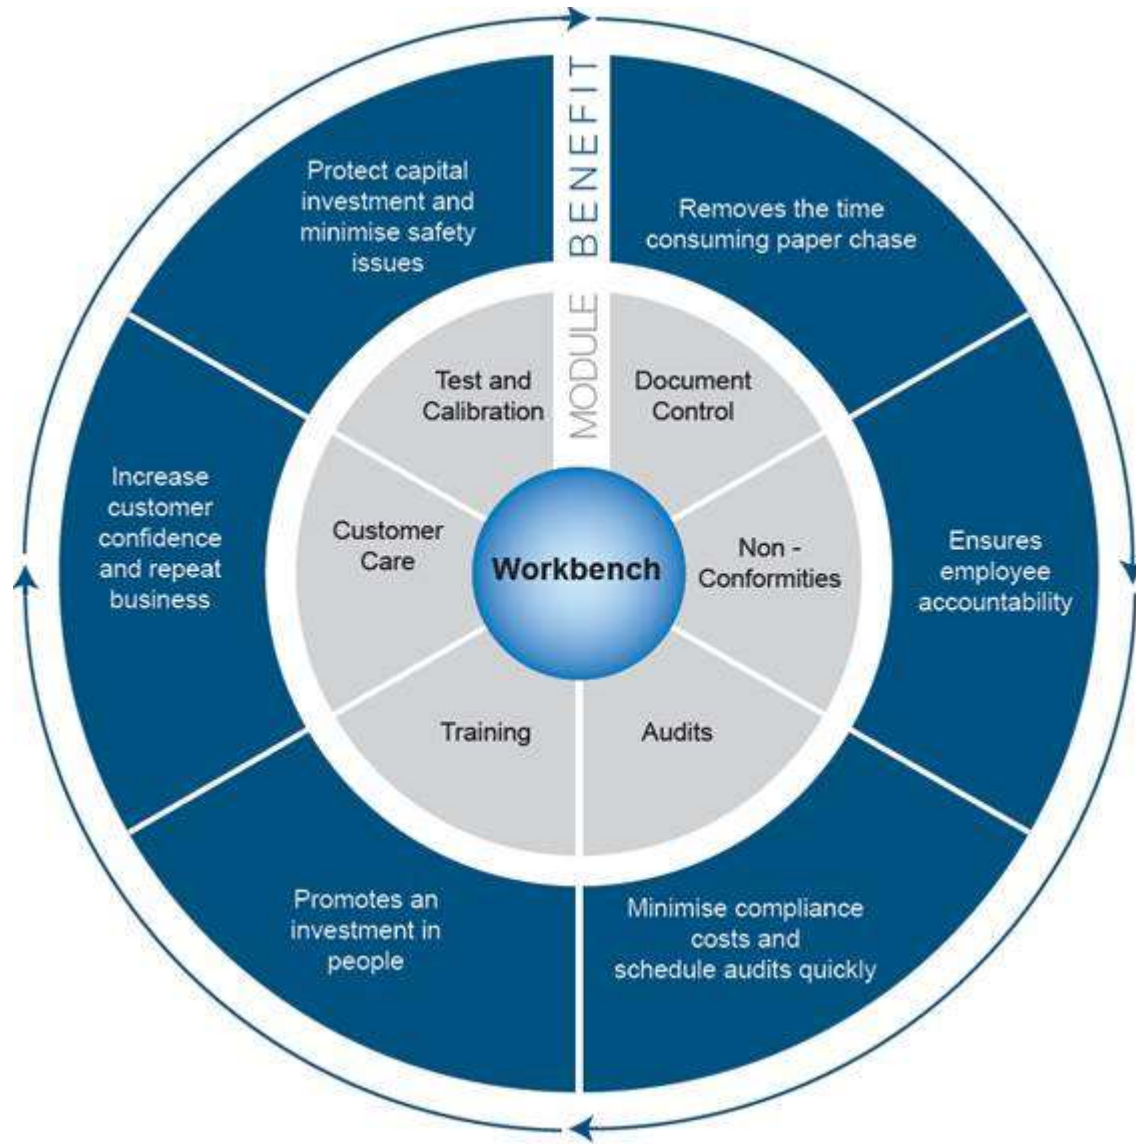 BENEFIT
MODULE
Removes the time
consuming paper chase
Document
Control
Ensures
employee
accountability
Non -
Conformities
Minimise compliance
costs and
schedule audits quickly
Audits
Promotes an
investment in
people
Training
Increase
customer
confidence
and repeat
business
Customer
Care
Protect capital
investment and
minimise safety
issues
Test and
Calibration
Workbench